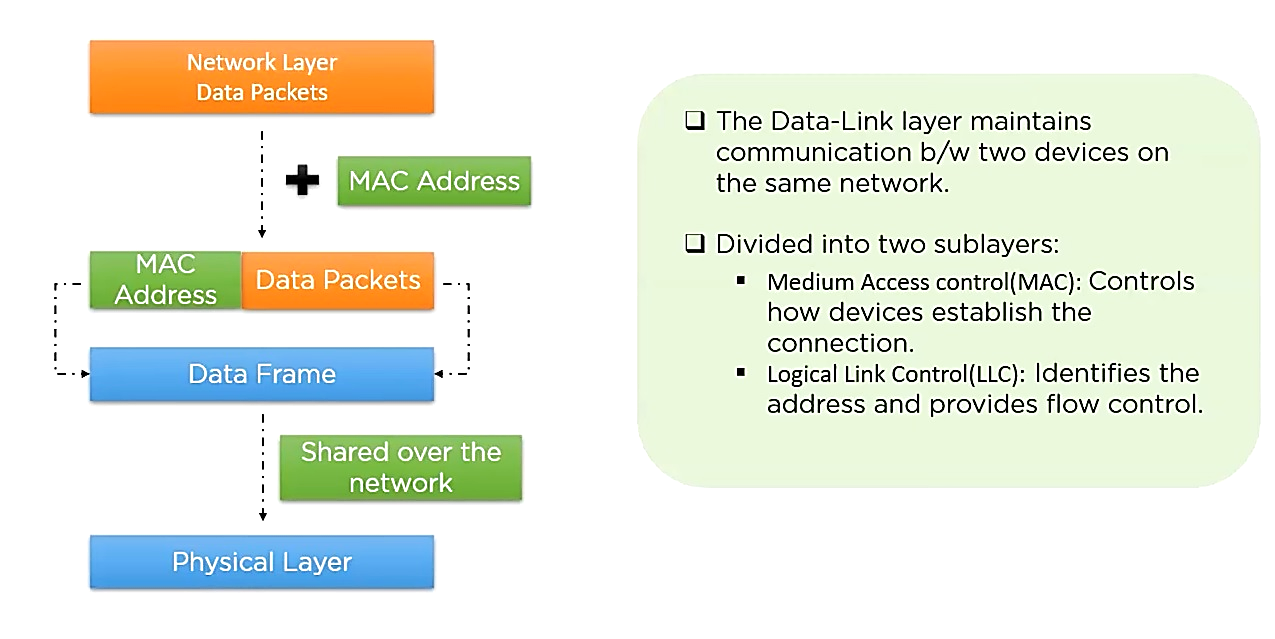 Network Layer
Data Packets
MAC Address
MAC
Address
Data Packets
Data Frame
Shared over the
network
Physical Layer
❑ The Data-Link layer maintains
communication b/w two devices on
the same network.
❑ Divided into two sublayers:
▪ Medium Access control(MAC): Controls
how devices establish the
connection.
▪ Logical Link Control(LLC): Identifies the
address and provides flow control.